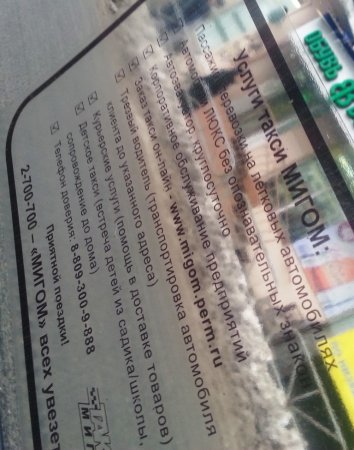 Услуги такси МИГОМ:
Пассажирские перевозки на легковых автомобилях
Автомобили ЛЮКС без опознавательных знаков
Автоэвакуатор, круглосуточно
Корпоративное обслуживание предприятий
Заказ такси он-лайн www.migom.perm.ru
Трезвый водитель (транспортировка автомобиля
клиента до указанного адреса)
Курьерские услуги (помощь в доставке товаров)
Детское такси (встреча детей из садика/школы,
сопровождение до дома)
Телефон доверия: 8-809-300-9-888
Приятной поездки!
2-700-700 – «МИГОМ» всех увезет